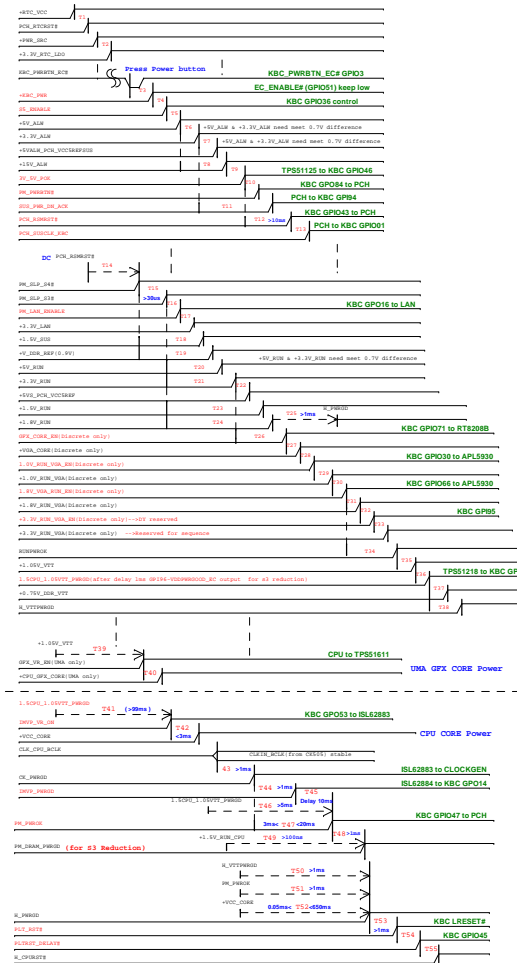 +RTC_VCC
T1
PCH_RTCRST#
+PWR_SRC
T2
+3.3V_RTC_LDO
Press Power button
KBC_PWRBTN_EC#
KBC_PWRBTN_EC# GPIO3
T3
EC_ENABLE# (GPIO51) keep low
+KBC_PWR
T4
KBC GPIO36 control
S5_ENABLE
T5
+5V_ALW
T6
+5V_ALW & +3.3V_ALW need meet 0.7V difference
+3.3V_ALW
T7
+5V_ALW & +3.3V_ALW need meet 0.7V difference
+5VALW_PCH_VCC5REFSUS
+15V_ALW
T8
T9
TPS51125 to KBC GPIO46
3V_5V_POK
T10
KBC GPO84 to PCH
PM_PWRBTN#
PCH to KBC GPI94
SUS_PWR_DN_ACK
T11
KBC GPIO43 to PCH
PCH_RSMRST#
T12 >10ms
PCH to KBC GPIO01
PCH_SUSCLK_KBC
T13
DC PCH_RSMRST#
T14
PM_SLP_S4#
T15
PM_SLP_S3#
>30us
T16
KBC GPO16 to LAN
PM_LAN_ENABLE
T17
+3.3V_LAN
+1.5V_SUS
T18
+V_DDR_REF(0.9V)
T19
+5V_RUN & +3.3V_RUN need meet 0.7V difference
+5V_RUN
T20
+3.3V_RUN
T21
T22
+5VS_PCH_VCC5REF
+1.5V_RUN
T23
H_PWRGD
T25 >1ms
+1.8V_RUN
T24
KBC GPIO71 to RT8208B
GFX_CORE_EN(Discrete only)
T26
T27
+VGA_CORE(Discrete only)
T28
KBC GPIO30 to APL5930
1.0V_RUN_VGA_EN(Discrete only)
T29
+1.0V_RUN_VGA(Discrete only)
T30
KBC GPIO66 to APL5930
1.8V_RUN_VGA_EN(Discrete only)
T31
+1.8V_RUN_VGA(Discrete only)
T32
KBC GPI95
+3.3V_RUN_VGA_EN(Discrete only)-->DY reserved
T33
+3.3V_RUN_VGA(Discrete only) -->Reserved for sequence
RUNPWROK
T34
+1.05V_VTT
T35
TPS51218 to KBC GP
1.5CPU_1.05VTT_PWRGD(after delay 1ms GPI96-VDDPWRGOOD_EC output for s3 reduction)
T36
+0.75V_DDR_VTT
T37
H_VTTPWRGD
T38
+1.05V_VTT
T39
CPU to TPS51611
GFX_VR_EN(UMA only)
T40
UMA GFX CORE Power
+CPU_GFX_CORE(UMA only)
1.5CPU_1.05VTT_PWRGD
T41 (>99ms)
KBC GPO53 to ISL62883
IMVP_VR_ON
T42
CPU CORE Power
+VCC_CORE
<3ms
CLK_CPU_BCLK
CLKIN_BCLK(from CK505) stable
43 >1ms
ISL62883 to CLOCKGEN
CK_PWRGD
T44 >1ms
ISL62884 to KBC GPO14
IMVP_PWRGD
T45
1.5CPU_1.05VTT_PWRGD
Delay 10ms
T46 >5ms
KBC GPIO47 to PCH
PM_PWROK
3ms< T47 <20ms
+1.5V_RUN_CPU
T48 >1ms
T49 >100ns
PM_DRAM_PWRGD (for S3 Reduction)
H_VTTPWRGD
T50 >1ms
PM_PWROK
T51 >1ms
+VCC_CORE
0.05ms< T52 <650ms
H_PWRGD
T53
KBC LRESET#
PLT_RST#
>1ms
T54
KBC GPIO45
PLTRST_DELAY#
T55
H_CPURST#